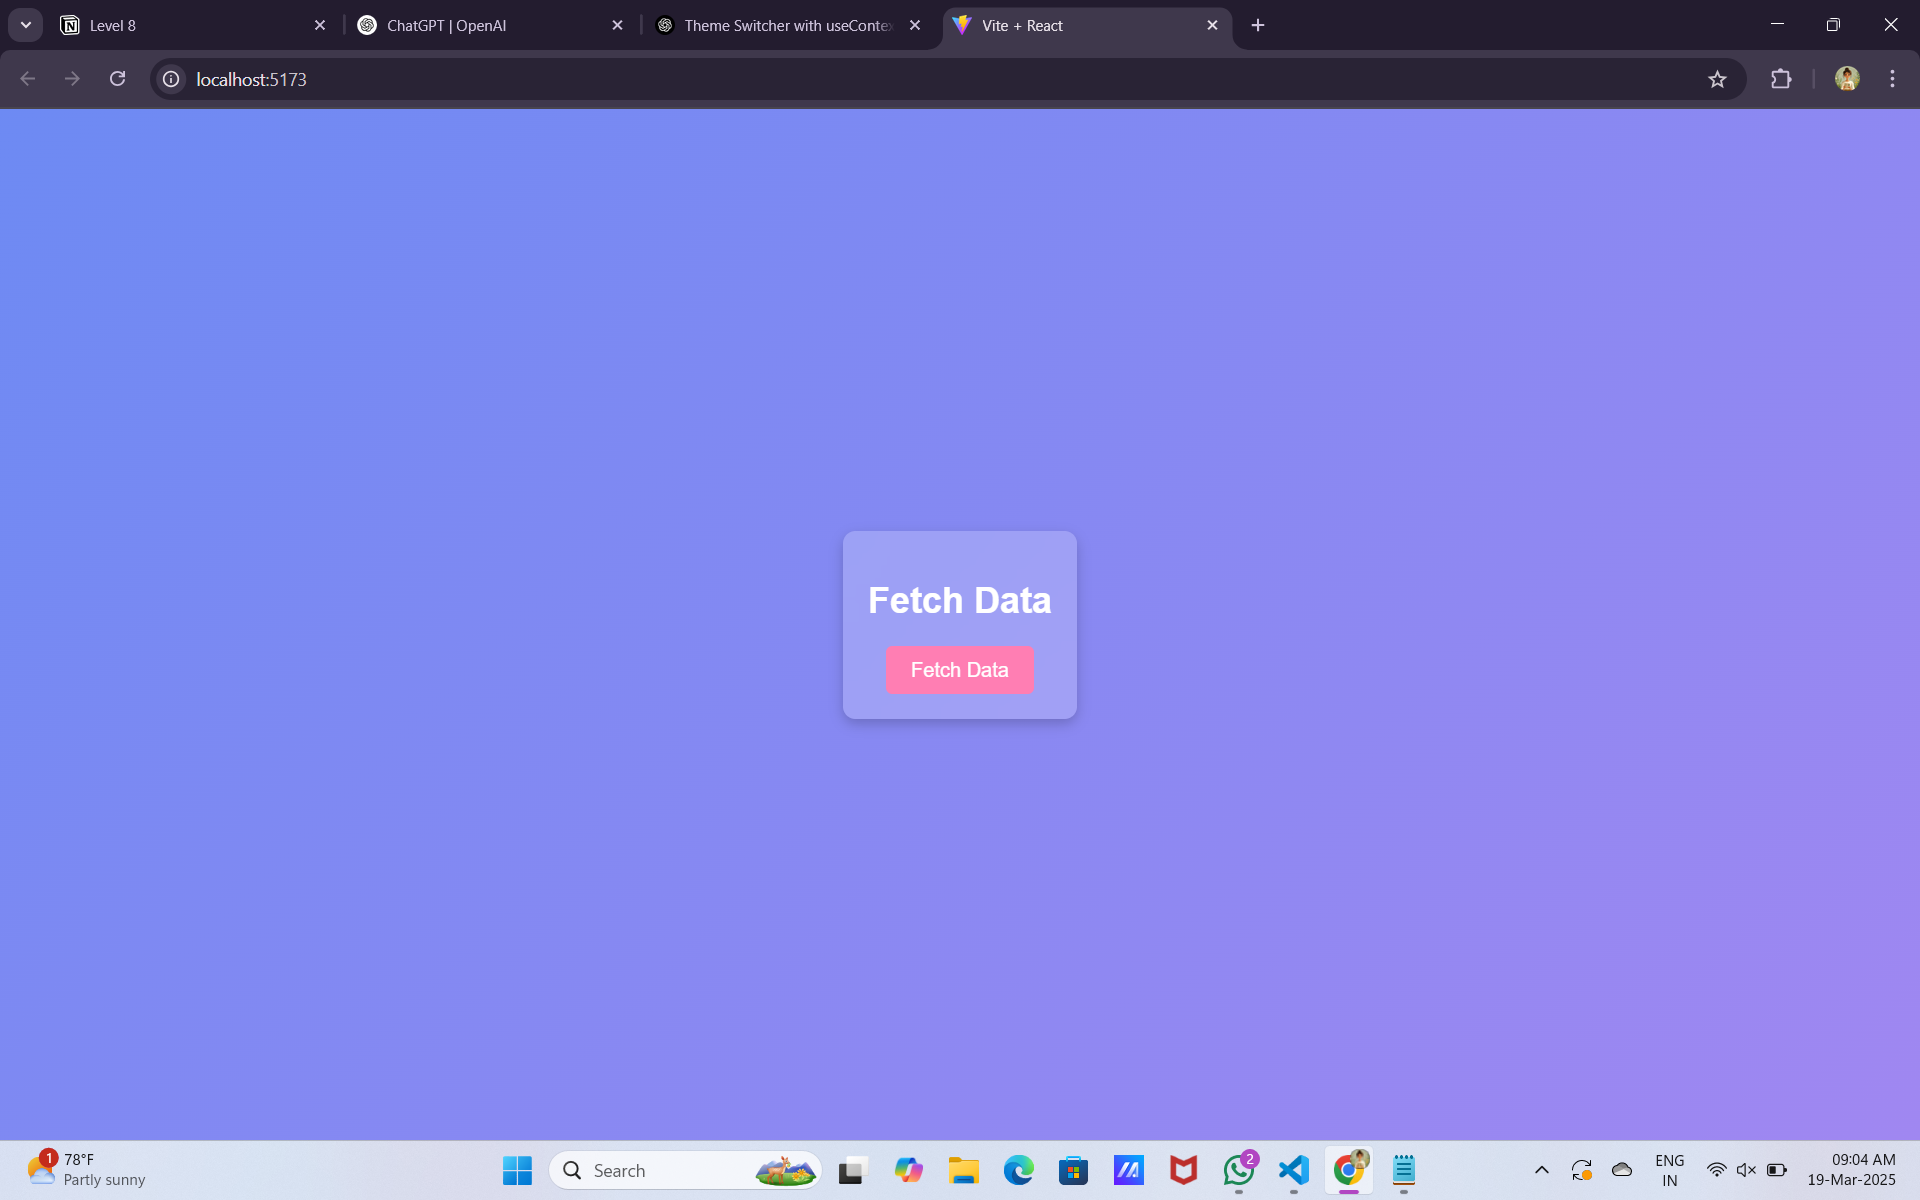 Level 8
ChatGPT | OpenAI
Theme Switcher with useContex
Vite + React
localhost:5173
Fetch Data
Fetch Data
1
78°F
Partly sunny
Search
2
ENG
IN
09:04 AM
19-Mar-2025